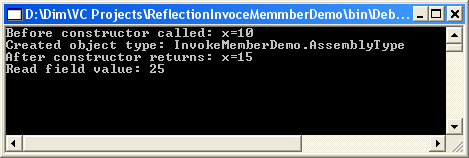 D:\Dim\VC Projects\ReflectionInvoceMemmberDemo\bin\Deb...
Before constructor called: x=10
Created object type: InvokeMemberDemo.AssemblyType
After constructor returns: x=15
Read field value: 25